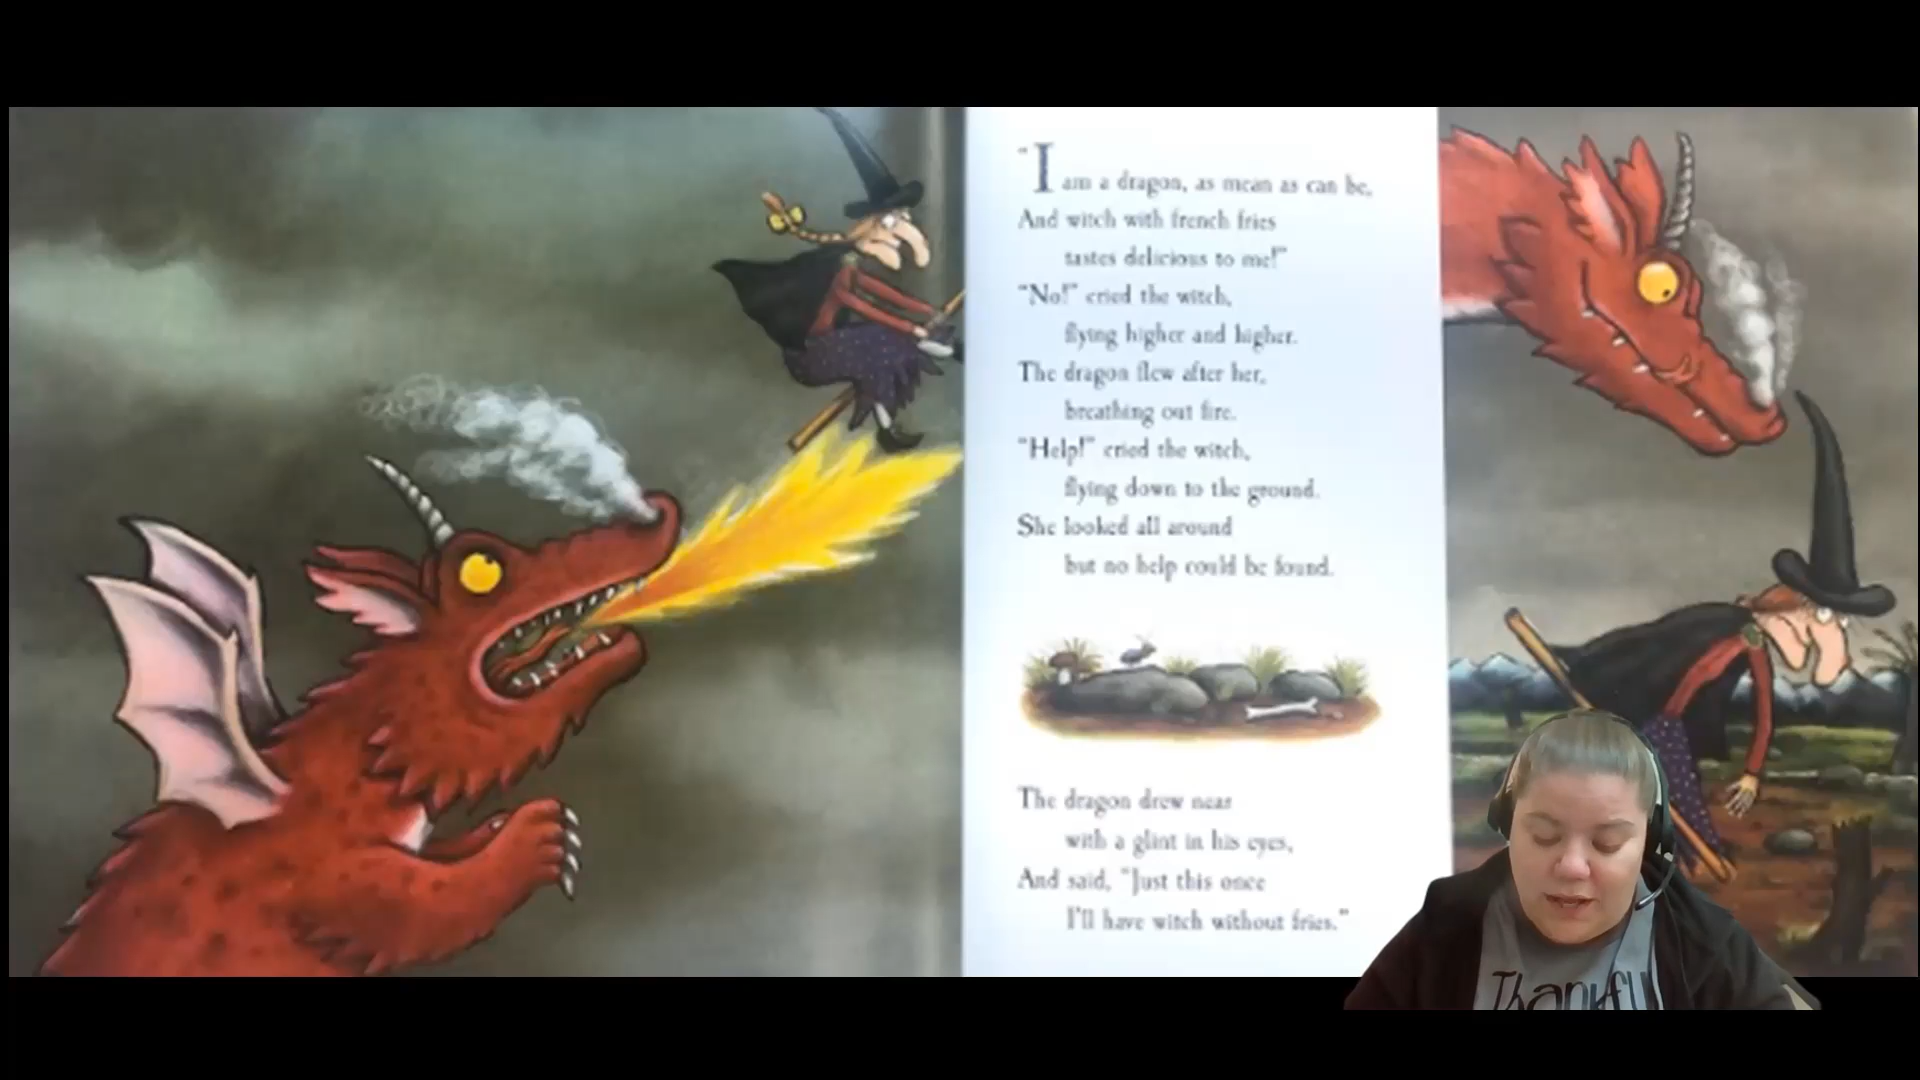 "I am a dragon, as mean as can be,
And witch with french fries
tastes delicious to me!"
"No!" cried the witch,
flying higher and higher.
The dragon flew after her,
breathing out fire.
"Help!" cried the witch,
flying down to the ground.
She looked all around
but no help could be found.
The dragon drew near
with a glint in his eyes,
And said, "Just this once
I'll have witch without fries."
Thankful